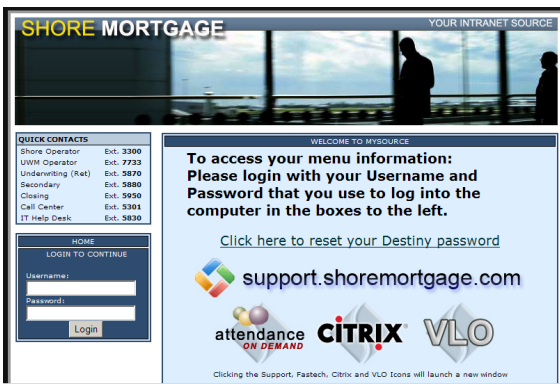 SHORE MORTGAGE
YOUR INTRANET SOURCE
QUICK CONTACTS
Shore Operator Ext. 3300
UWM Operator Ext. 7733
Underwriting (Ret) Ext. 5870
Secondary Ext. 5880
Closing Ext. 5950
Call Center Ext. 5301
IT Help Desk Ext. 5830
HOME
LOGIN TO CONTINUE
Username:
Password:
Login
WELCOME TO MYSOURCE
To access your menu information:
Please login with your Username and
Password that you use to log into the
computer in the boxes to the left.
Click here to reset your Destiny password
support.shoremortgage.com
attendance
ON DEMAND
CİTRIX®
VLO
Clicking the Support, Fastech, Citrix and VLO Icons will launch a new window